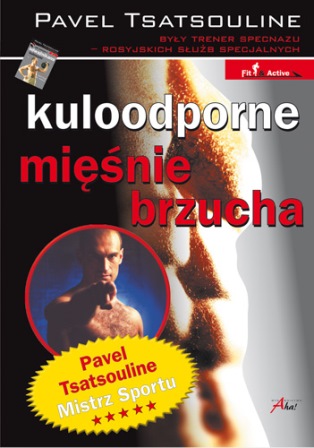 PAVEL TSATSOULINE
BYŁY TRENER SPECNAZU
– ROSYJSKICH SŁUŻB SPECJALNYCH
Fit & Active
kuloodporne
mięśnie
brzucha
Pavel
Tsatsouline
Mistrz Sportu
Aha!